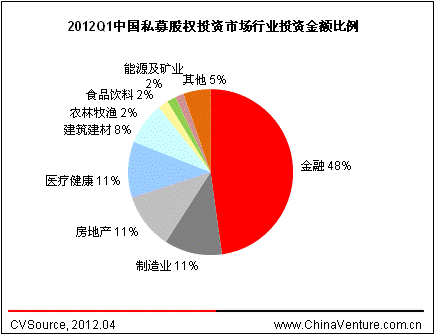 2012Q1中国私募股权投资市场行业投资金额比例
能源及矿业
2%
其他 5%
食品饮料 2%
农林牧渔 2%
建筑建材 8%
金融 48%
医疗健康 11%
房地产 11%
制造业 11%
CVSource, 2012.04
www.ChinaVenture.com.cn